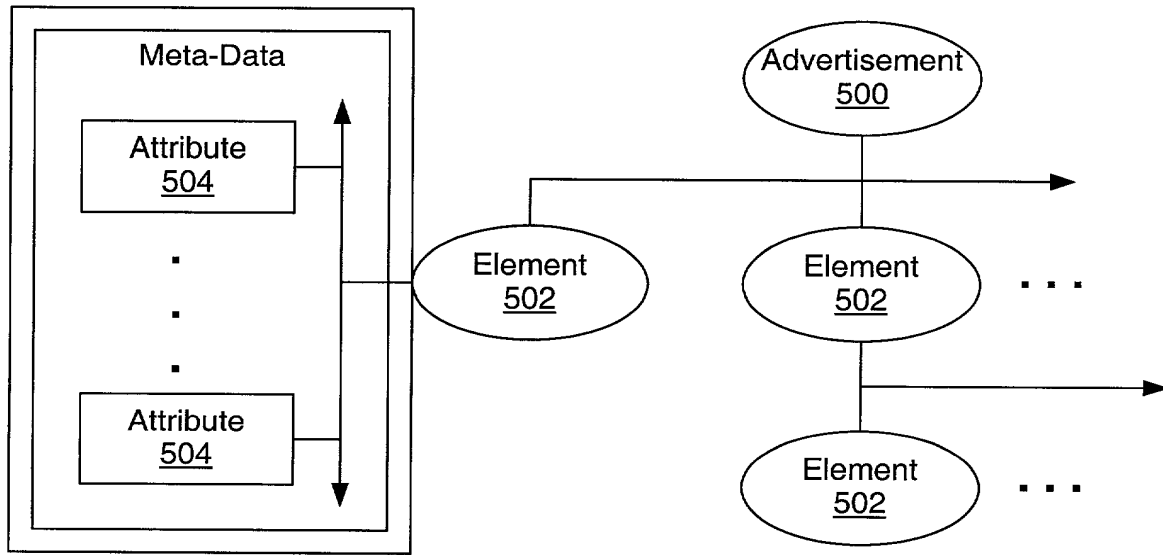 Meta-Data
Attribute
504
Attribute
504
Element
502
Advertisement
500
Element
502
. . .
Element
502
. . .